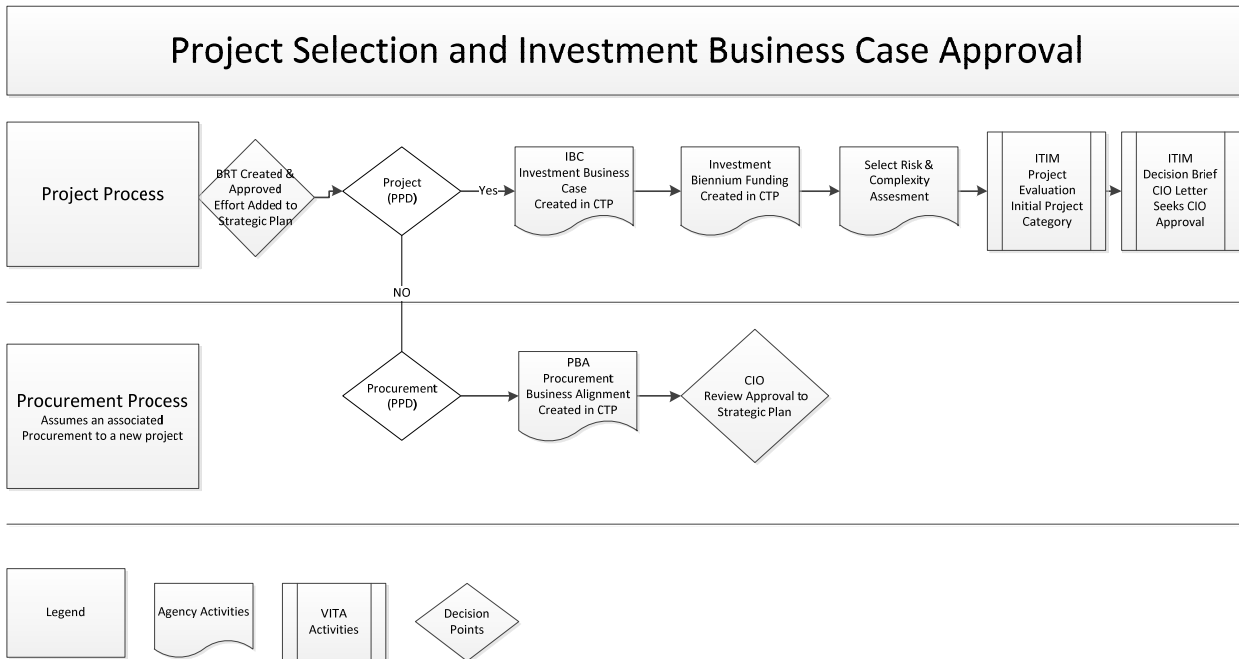 Project Selection and Investment Business Case Approval
Project Process
BRT Created &
Approved
Effort Added to
Strategic Plan
Project
(PPD)
Yes
IBC
Investment Business
Case
Created in CTP
Investment
Biennium Funding
Created in CTP
Select Risk &
Complexity
Assesment
ITIM
Project
Evaluation
Initial Project
Category
ITIM
Decision Brief
CIO Letter
Seeks CIO
Approval
NO
Procurement Process
Assumes an associated
Procurement to a new project
Procurement
(PPD)
PBA
Procurement
Business Alignment
Created in CTP
CIO
Review Approval to
Strategic Plan
Legend
Agency Activities
VITA
Activities
Decision
Points